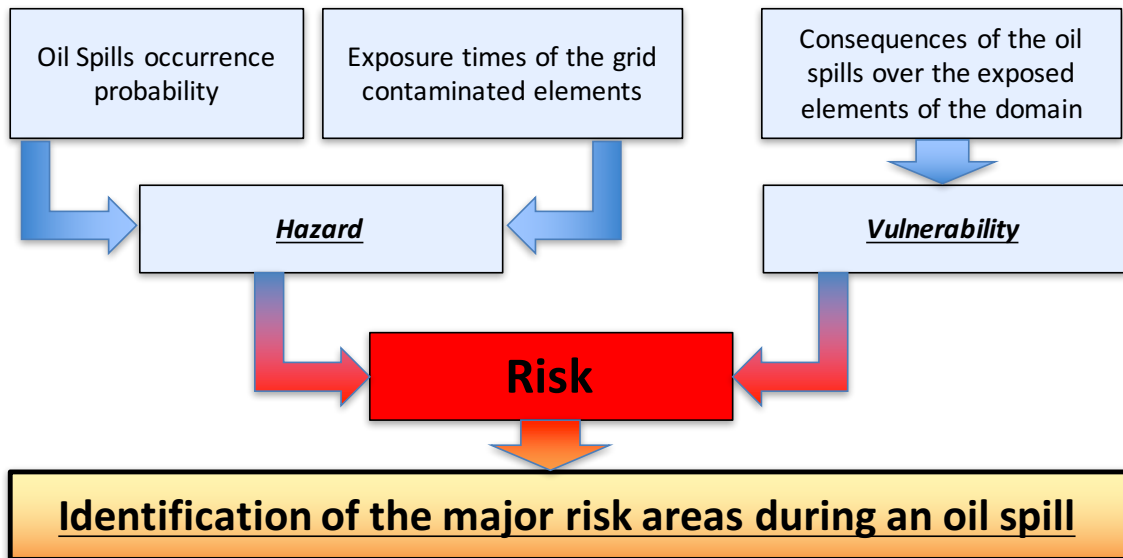 Oil Spills occurrence
probability
Exposure times of the grid
contaminated elements
Consequences of the oil
spills over the exposed
elements of the domain
Hazard
Vulnerability
Risk
Identification of the major risk areas during an oil spill